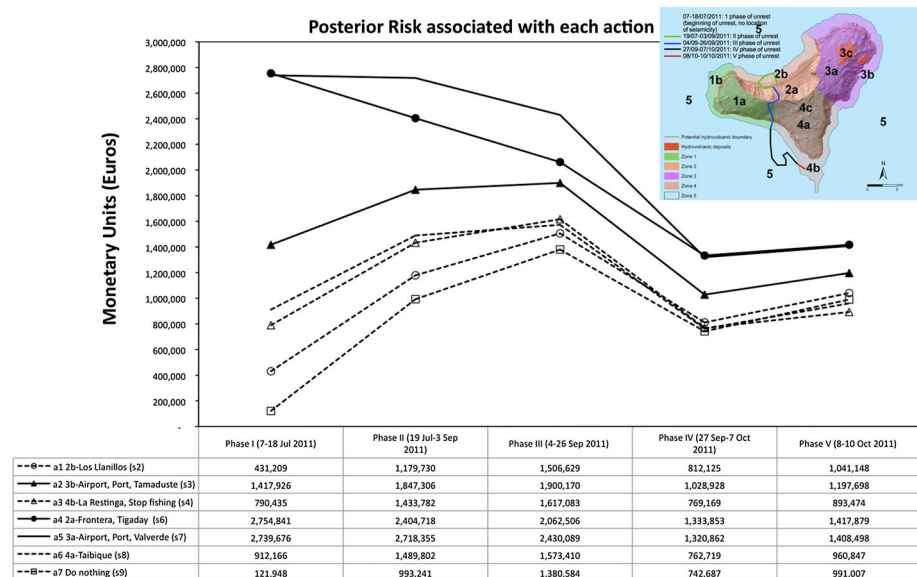 Posterior Risk associated with each action
Monetary Units (Euros)
3,000,000
2,800,000
2,600,000
2,400,000
2,200,000
2,000,000
1,800,000
1,600,000
1,400,000
1,200,000
1,000,000
800,000
600,000
400,000
200,000
-
07-18/07/2011: 1 phase of unrest
(beginning of unrest, no location
of seismicity)
19/07-03/09/2011: II phase of unrest
04/09-26/09/2011: III phase of unrest
27/09-07/10/2011: IV phase of unrest
08/10-10/10/2011: V phase of unrest
5
3c
3a
3b
2b
1b
2a
5
1a
4c
4a
5
5
4b
N
Potential hydrovolcanic boundary
Hydrovolcanic deposits
Zone 1
Zone 2
Zone 3
Zone 4
Zone 5
Phase I (7-18 Jul 2011) Phase II (19 Jul-3 Sep 2011) Phase III (4-26 Sep 2011) Phase IV (27 Sep-7 Oct 2011) Phase V (8-10 Oct 2011)
a1 2b-Los Llanillos (s2) 431,209 1,179,730 1,506,629 812,125 1,041,148
a2 3b-Airport, Port, Tamaduste (s3) 1,417,926 1,847,306 1,900,170 1,028,928 1,197,698
a3 4b-La Restinga, Stop fishing (s4) 790,435 1,433,782 1,617,083 769,169 893,474
a4 2a-Frontera, Tigaday (s6) 2,754,841 2,404,718 2,062,506 1,333,853 1,417,879
a5 3a-Airport, Port, Valverde (s7) 2,739,676 2,718,355 2,430,089 1,320,862 1,408,498
a6 4a-Taibique (s8) 912,166 1,489,802 1,573,410 762,719 960,847
a7 Do nothing (s9) 121,948 993,241 1,380,584 742,687 991,007